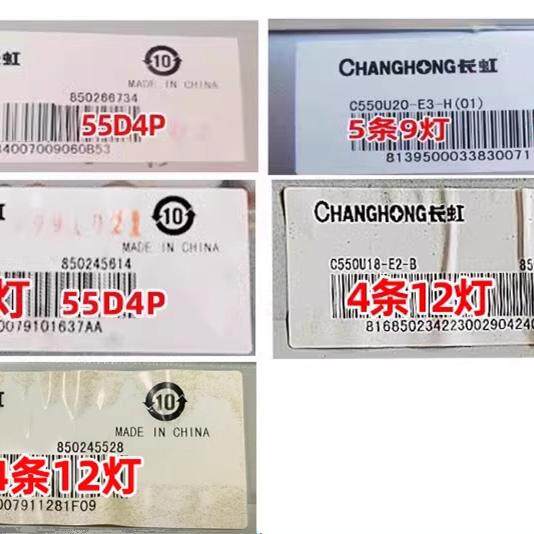 虹
10
MADE IN CHINA
850266734
55D4P
84007009060B53
CHANGHONG长虹
C550U20-E3-H(01)
5条9灯
8139500033830071
10
MADE IN CHINA
850245614
灯 55D4P
0079101637AA
CHANGHONG长虹
C550U18-E2-B
85
4条12灯
816850234223002904240
10
MADE IN CHINA
850245528
4条12灯
007911281F09